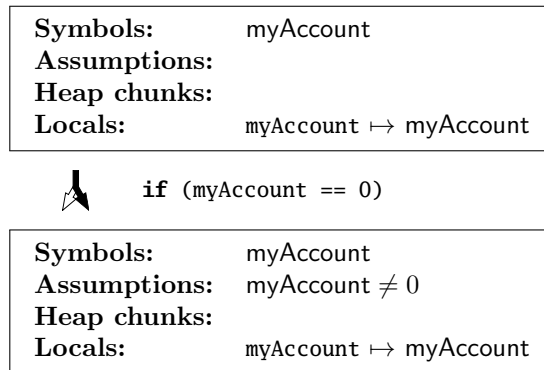 Symbols: myAccount
Assumptions:
Heap chunks:
Locals: myAccount ↦ myAccount
if (myAccount == 0)
Symbols: myAccount
Assumptions: myAccount ≠ 0
Heap chunks:
Locals: myAccount ↦ myAccount